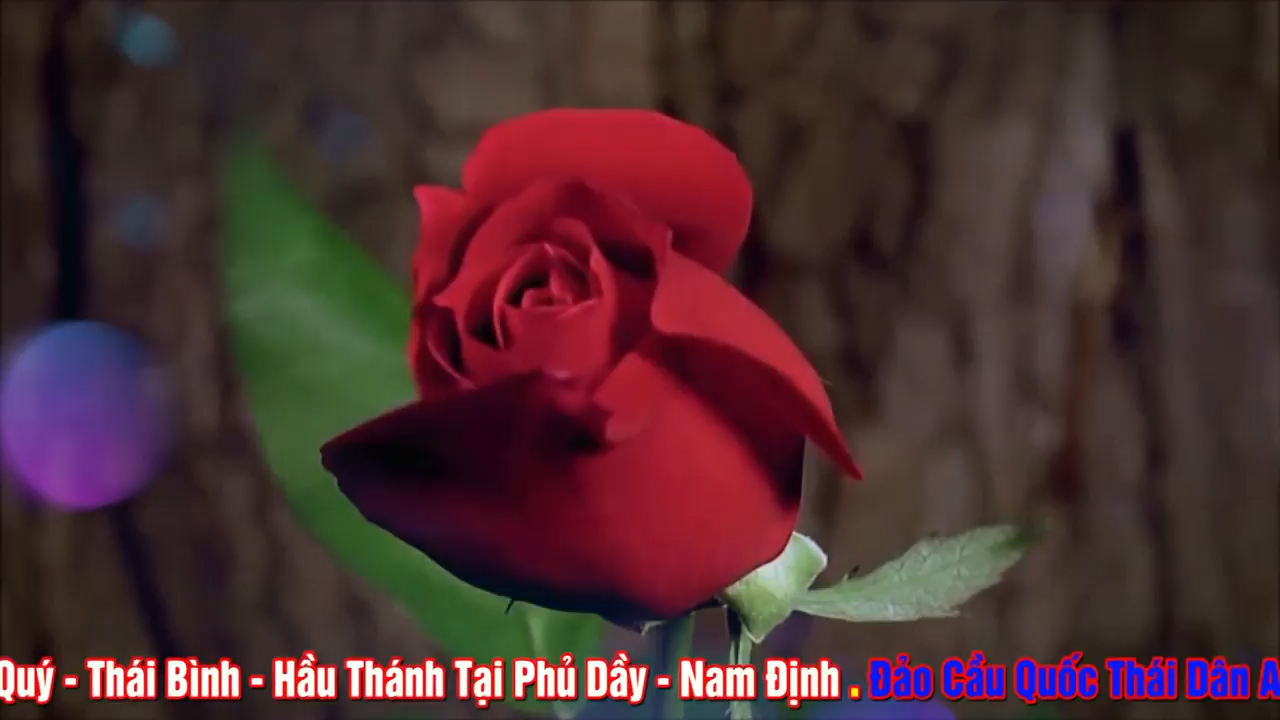 Quý - Thái Bình - Hầu Thánh Tại Phủ Dầy - Nam Định . Đảo Cầu Quốc Thái Dân A